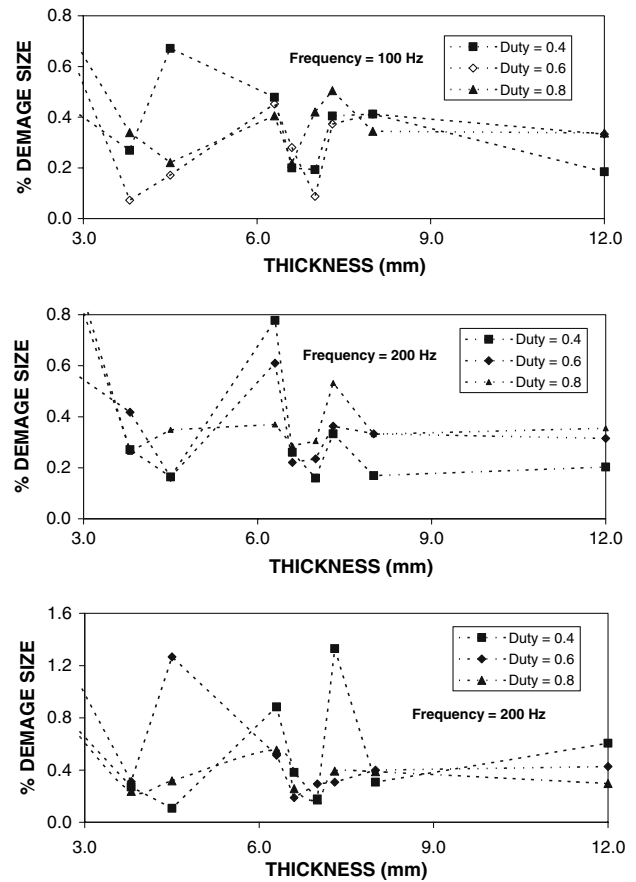 0.8
0.6
0.4
0.2
0.0
% DEMAGE SIZE
Frequency = 100 Hz
Duty = 0.4
Duty = 0.6
Duty = 0.8
3.0 6.0 9.0 12.0
THICKNESS (mm)
0.8
0.6
0.4
0.2
0.0
% DEMAGE SIZE
Frequency = 200 Hz
Duty = 0.4
Duty = 0.6
Duty = 0.8
3.0 6.0 9.0 12.0
THICKNESS (mm)
1.6
1.2
0.8
0.4
0.0
% DEMAGE SIZE
Duty = 0.4
Duty = 0.6
Duty = 0.8
Frequency = 200 Hz
3.0 6.0 9.0 12.0
THICKNESS (mm)